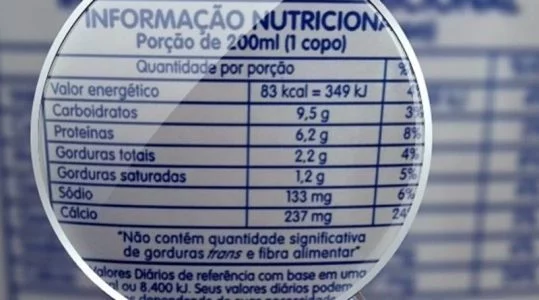 INFORMAÇÃO NUTRICIONA
Porção de 200ml (1 copo)
Quantidade por porção %
Valor energético 83 kcal = 349 kJ 4%
Carboidratos 9,5 g 3%
Proteínas 6,2 g 8%
Gorduras totais 2,2 g 4%
Gorduras saturadas 1,2 g 5%
Sódio 133 mg 6%
Cálcio 237 mg 24
"Não contém quantidade significativa
de gorduras trans e fibra alimentar"
Valores Diários de referência com base em uma
ou 8.400 kJ. Seus valores diários podem